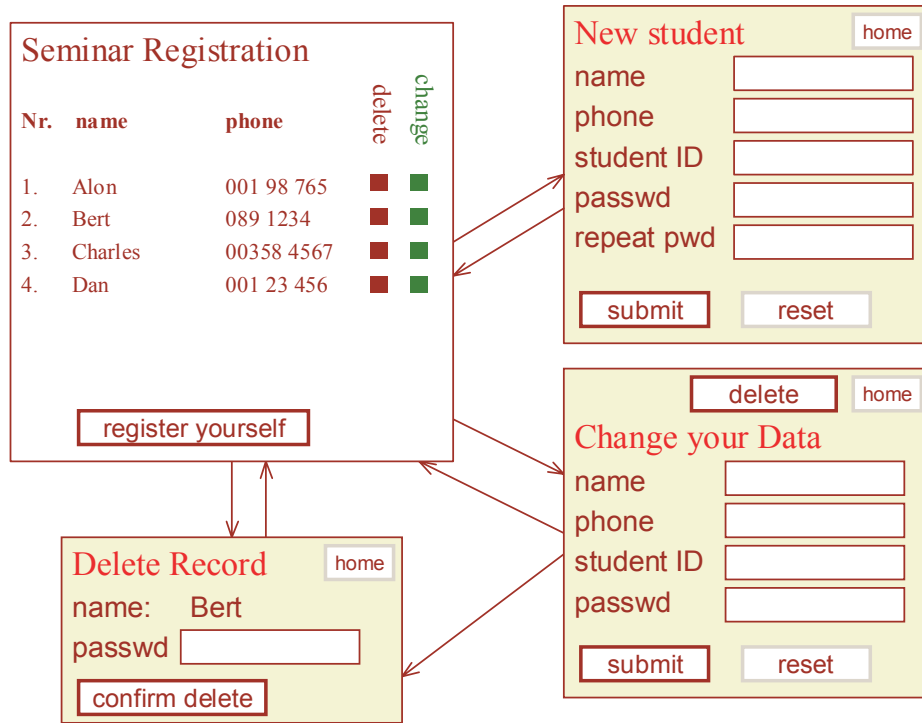 Seminar Registration
Nr. name phone delete change
1. Alon 001 98 765
2. Bert 089 1234
3. Charles 00358 4567
4. Dan 001 23 456
register yourself
New student home
name
phone
student ID
passwd
repeat pwd
submit reset
delete home
Change your Data
name
phone
student ID
passwd
submit reset
Delete Record home
name: Bert
passwd
confirm delete